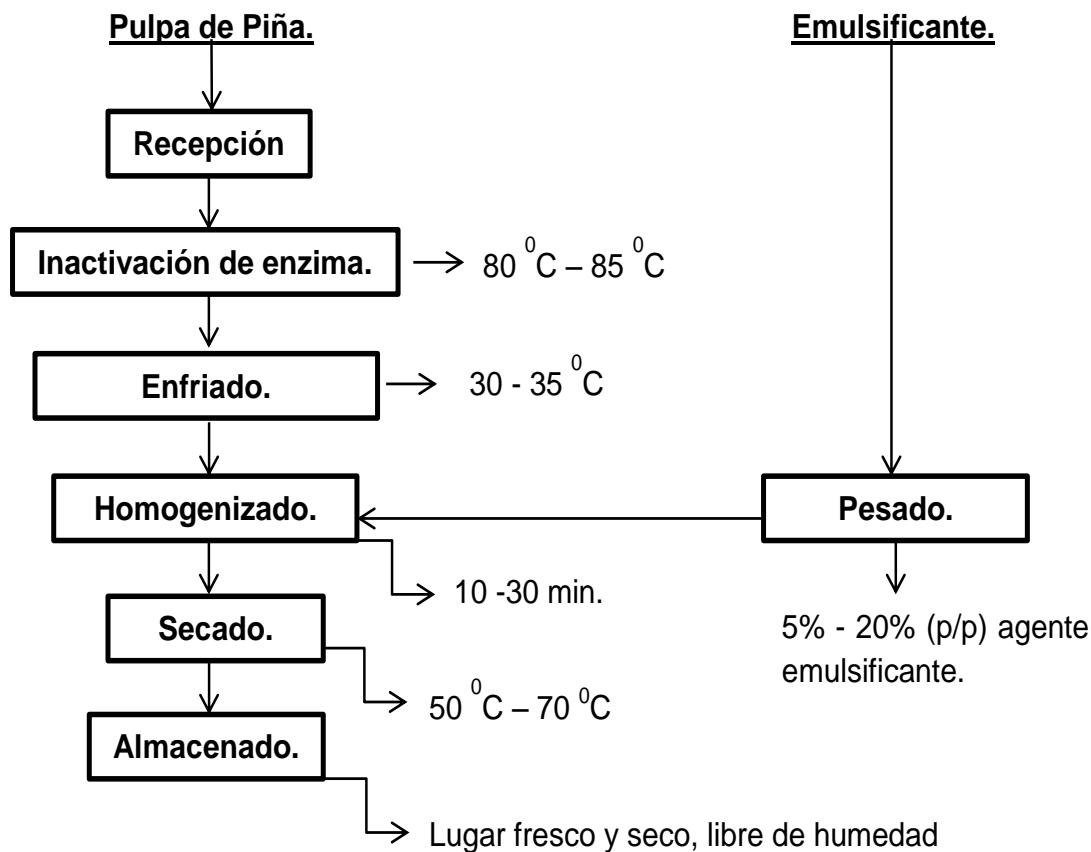 Pulpa de Piña.
Emulsificante.
Recepción
Inactivación de enzima.
80 ⁰C – 85 ⁰C
Enfriado.
30 - 35 ⁰C
Homogenizado.
Pesado.
10 -30 min.
5% - 20% (p/p) agente
emulsificante.
Secado.
50 ⁰C – 70 ⁰C
Almacenado.
Lugar fresco y seco, libre de humedad